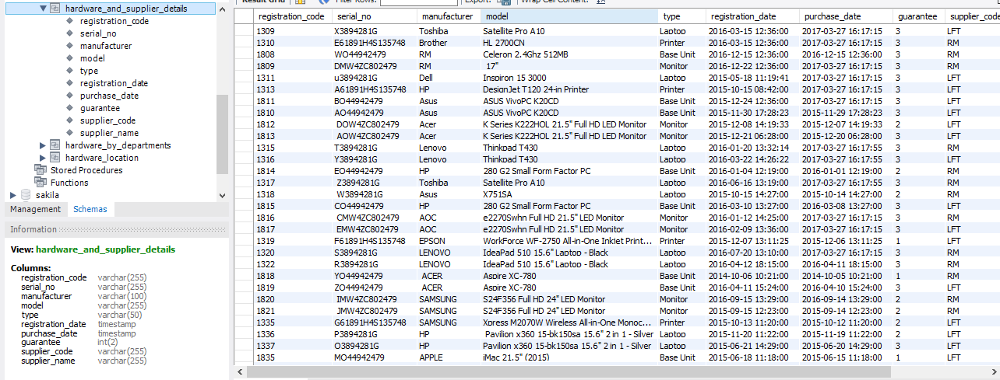 Result Grid Filter Rows: Export: Wrap Cell Content:
hardware_and_supplier_details
registration_code
serial_no
manufacturer
model
type
registration_date
purchase_date
guarantee
supplier_code
supplier_name
hardware_by_departments
hardware_location
Stored Procedures
Functions
sakila
Management Schemas
Information
View: hardware_and_supplier_details
Columns:
registration_code varchar(255)
serial_no varchar(255)
manufacturer varchar(100)
model varchar(255)
type varchar(50)
registration_date timestamp
purchase_date timestamp
guarantee int(2)
supplier_code varchar(255)
supplier_name varchar(255)
registration_code serial_no manufacturer model type registration_date purchase_date guarantee supplier_code
1309 X3894281G Toshiba Satellite Pro A10 Laptop 2016-03-15 12:36:00 2017-03-27 16:17:15 3 LFT
1310 E61891H4S135748 Brother HL 2700CN Printer 2016-03-15 12:36:00 2017-03-27 16:17:15 3 RM
1808 WO44942479 RM Celeron 2.4Ghz 512MB Base Unit 2016-12-15 12:36:00 2016-12-15 12:36:00 3 RM
1809 DMW4ZC802479 RM 17" Monitor 2016-12-22 12:36:00 2017-03-27 16:17:15 3 RM
1311 u3894281G Dell Inspiron 15 3000 Laptop 2015-05-18 11:19:41 2017-03-27 16:17:15 3 LFT
1313 A61891H4S135748 HP DesignJet T120 24-in Printer Printer 2015-10-15 08:42:00 2017-03-27 16:17:15 3 LFT
1811 BO44942479 Asus ASUS VivoPC K20CD Base Unit 2015-12-24 12:36:00 2017-03-27 16:17:15 3 LFT
1810 AO44942479 Asus ASUS VivoPC K20CD Base Unit 2015-11-30 17:28:23 2015-11-29 17:28:23 3 LFT
1812 DOW4ZC802479 Acer K Series K222HOL 21.5" Full HD LED Monitor Monitor 2015-12-08 14:19:33 2015-12-07 14:19:33 2 LFT
1813 AOW4ZC802479 Acer K Series K222HOL 21.5" Full HD LED Monitor Monitor 2015-12-21 06:28:00 2015-12-20 06:28:00 3 LFT
1315 T3894281G Lenovo Thinkpad T430 Laptop 2016-01-20 13:32:14 2017-03-27 16:17:55 3 RM
1316 Y3894281G Lenovo Thinkpad T430 Laptop 2016-03-22 14:26:22 2017-03-27 16:17:55 3 LFT
1814 EO44942479 HP 280 G2 Small Form Factor PC Base Unit 2016-01-04 12:19:00 2016-01-01 12:19:00 2 RM
1317 Z3894281G Toshiba Satellite Pro A10 Laptop 2016-06-16 13:19:00 2017-03-27 16:17:55 3 LFT
1318 W3894281G Asus X751SA Laptop 2015-10-15 14:27:00 2015-10-14 14:27:00 2 RM
1815 CO44942479 HP 280 G2 Small Form Factor PC Base Unit 2016-03-10 13:27:00 2016-03-08 13:27:00 3 LFT
1816 CMW4ZC802479 AOC e2270Swhn Full HD 21.5" LED Monitor Monitor 2016-01-12 14:25:00 2017-03-27 16:17:15 3 LFT
1817 EMW4ZC802479 AOC e2270Swhn Full HD 21.5" LED Monitor Monitor 2016-02-09 13:36:00 2017-03-27 16:17:15 3 LFT
1319 F61891H4S135748 EPSON WorkForce WF-2750 All-in-One Inkjet Print... Printer 2015-12-07 13:11:25 2015-12-06 13:11:25 1 LFT
1320 S3894281G LENOVO IdeaPad 510 15.6" Laptop - Black Laptop 2016-07-20 13:10:00 2017-03-27 16:17:15 3 RM
1322 R3894281G LENOVO IdeaPad 510 15.6" Laptop - Black Laptop 2016-04-12 18:15:00 2016-04-11 18:15:00 3 RM
1818 YO44942479 ACER Aspire XC-780 Base Unit 2014-10-06 10:21:00 2014-10-05 10:21:00 1 RM
1819 ZO44942479 ACER Aspire XC-780 Base Unit 2016-04-11 15:24:00 2016-04-10 15:24:00 3 LFT
1820 IMW4ZC802479 SAMSUNG S24F356 Full HD 24" LED Monitor Monitor 2016-09-15 13:29:00 2016-09-14 13:29:00 2 RM
1821 JMW4ZC802479 SAMSUNG S24F356 Full HD 24" LED Monitor Monitor 2015-09-15 12:23:00 2015-09-14 12:23:00 2 RM
1335 G61891H4S135748 SAMSUNG Xpress M2070W Wireless All-in-One Monoc... Printer 2015-10-13 11:20:00 2015-10-12 11:20:00 2 LFT
1336 P3894281G HP Pavilion x360 15-bk150sa 15.6" 2 in 1 - Silver Laptop 2015-11-20 11:22:00 2015-11-19 11:22:00 2 LFT
1337 O3894281G HP Pavilion x360 15-bk150sa 15.6" 2 in 1 - Silver Laptop 2015-06-21 14:29:00 2015-06-20 14:29:00 3 LFT
1835 MO44942479 APPLE iMac 21.5" (2015) Base Unit 2015-06-18 11:18:00 2015-06-15 11:18:00 1 LFT